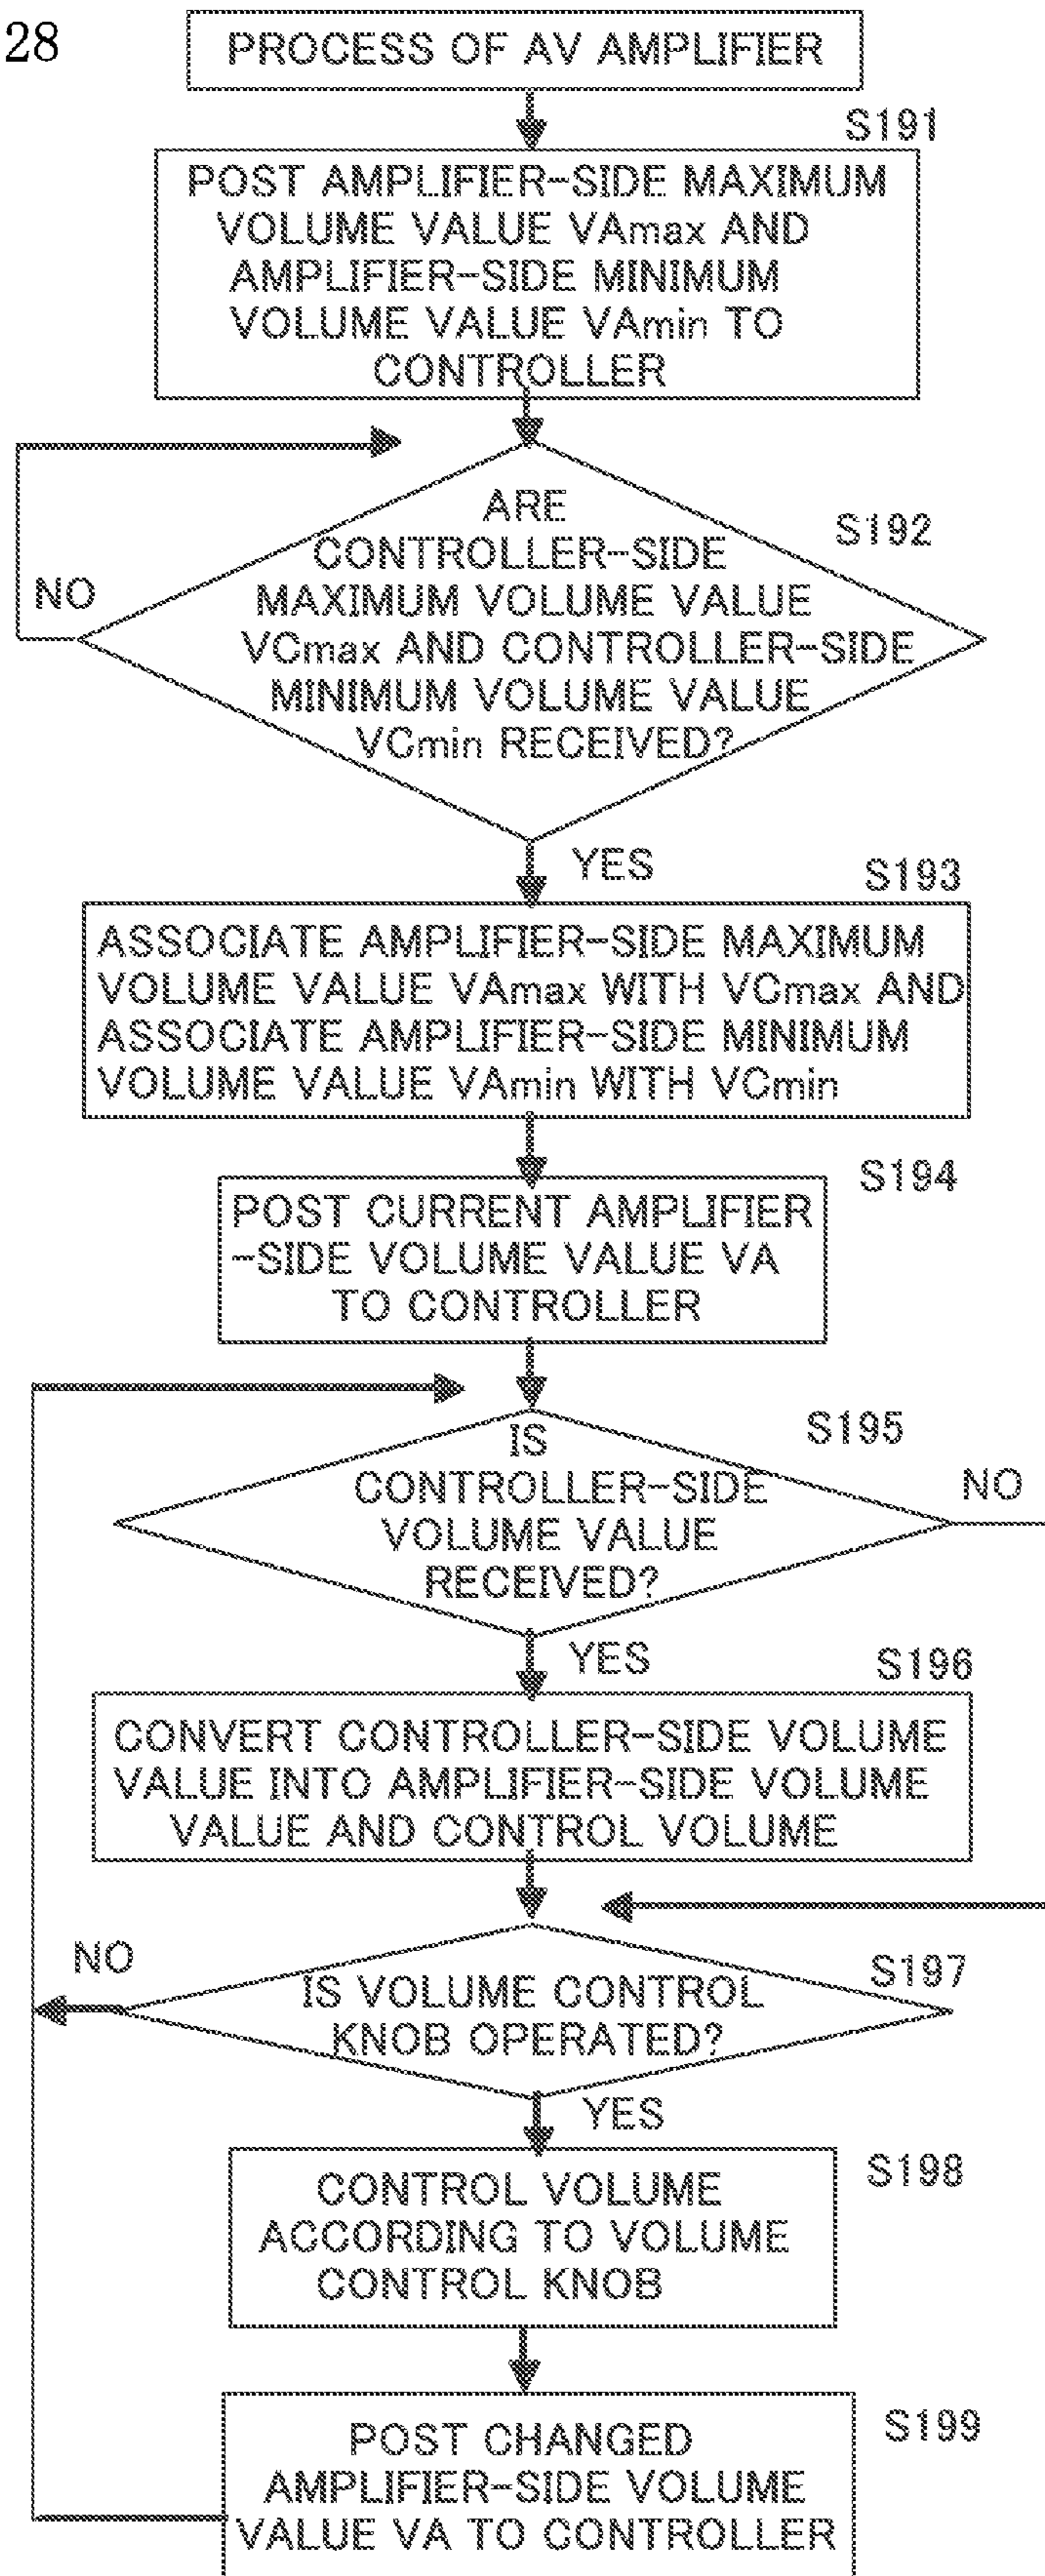 28
PROCESS OF AV AMPLIFIER
S191
POST AMPLIFIER-SIDE MAXIMUM
VOLUME VALUE VAmax AND
AMPLIFIER-SIDE MINIMUM
VOLUME VALUE VAmin TO
CONTROLLER
ARE
S192
CONTROLLER-SIDE
NO
MAXIMUM VOLUME VALUE
VCmax AND CONTROLLER-SIDE
MINIMUM VOLUME VALUE
VCmin RECEIVED?
YES
S193
ASSOCIATE AMPLIFIER-SIDE MAXIMUM
VOLUME VALUE VAmax WITH VCmax AND
ASSOCIATE AMPLIFIER-SIDE MINIMUM
VOLUME VALUE VAmin WITH VCmin
S194
POST CURRENT AMPLIFIER
-SIDE VOLUME VALUE VA
TO CONTROLLER
S195
IS
CONTROLLER-SIDE
NO
VOLUME VALUE
RECEIVED?
YES
S196
CONVERT CONTROLLER-SIDE VOLUME
VALUE INTO AMPLIFIER-SIDE VOLUME
VALUE AND CONTROL VOLUME
NO
S197
IS VOLUME CONTROL
KNOB OPERATED?
YES
S198
CONTROL VOLUME
ACCORDING TO VOLUME
CONTROL KNOB
S199
POST CHANGED
AMPLIFIER-SIDE VOLUME
VALUE VA TO CONTROLLER